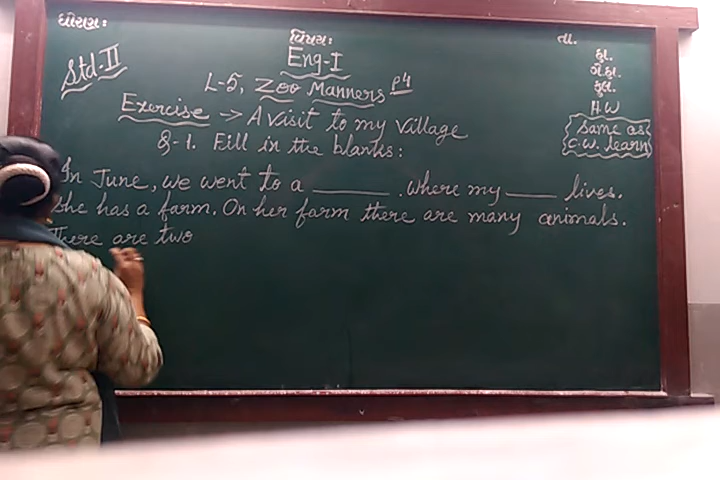 ધોરણઃ
વિષયઃ
તા.
Std-II
Eng-I
L-5, Zoo Manners P4
Exercise → A visit to my village
Q-1. Fill in the blanks:
In June, we went to a ______ . where my ____ lives.
She has a farm. On her farm there are many animals.
There are two
ક્રા.
ગે.હા.
કુલ.
H.W
Same as
C.W. learn